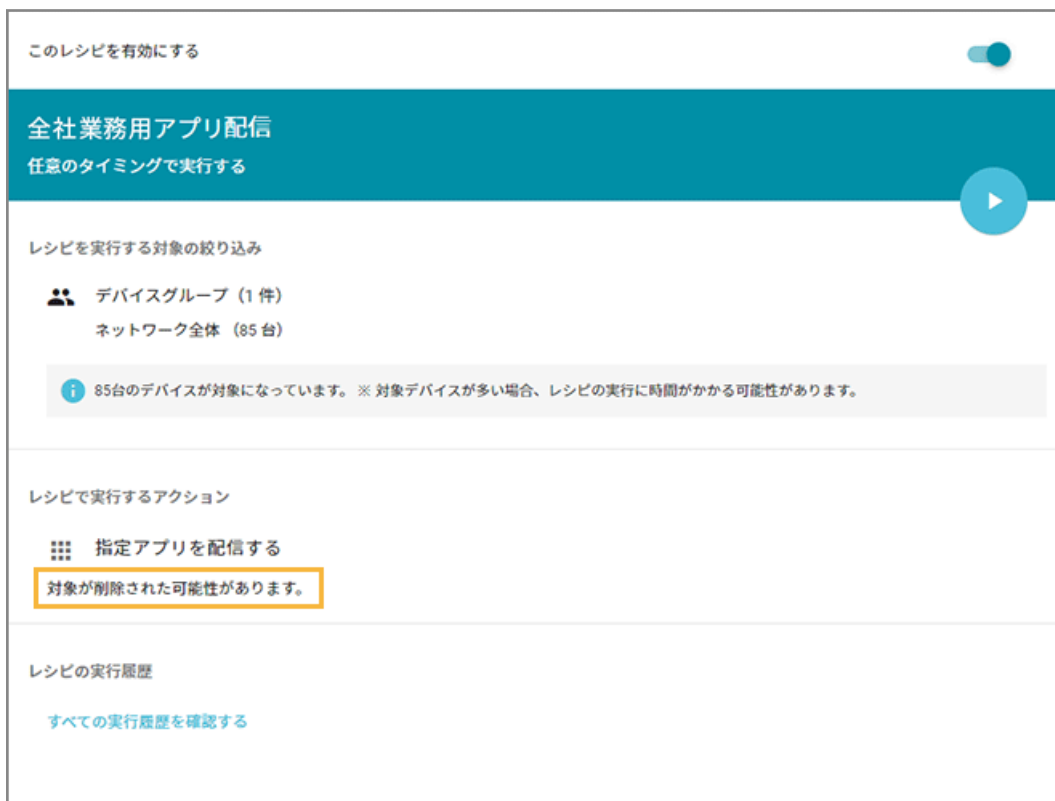 このレシピを有効にする
全社業務用アプリ配信
任意のタイミングで実行する
レシピを実行する対象の絞り込み
デバイスグループ（1 件）
ネットワーク全体 （85 台）
85台のデバイスが対象になっています。 ※ 対象デバイスが多い場合、レシピの実行に時間がかかる可能性があります。
レシピで実行するアクション
指定アプリを配信する
対象が削除された可能性があります。
レシピの実行履歴
すべての実行履歴を確認する